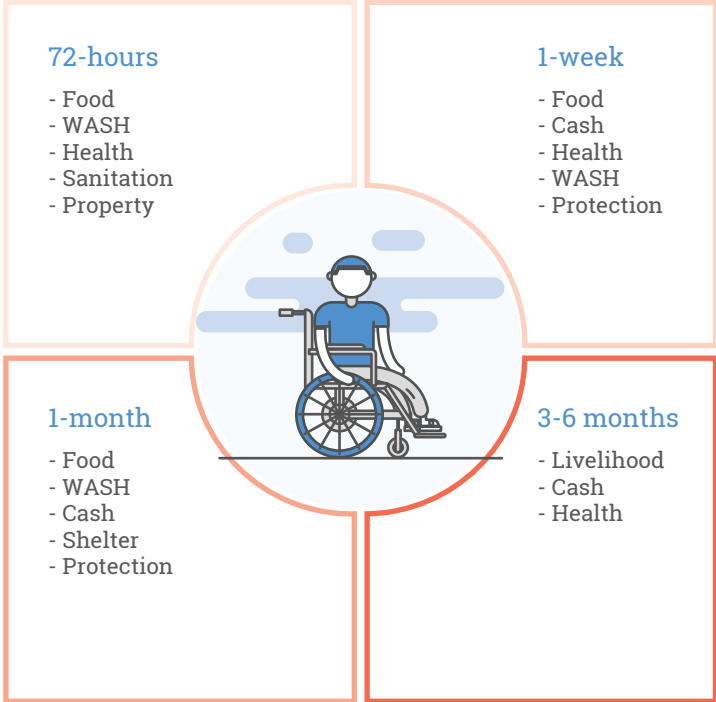 72-hours
- Food
- WASH
- Health
- Sanitation
- Property
1-week
- Food
- Cash
- Health
- WASH
- Protection
1-month
- Food
- WASH
- Cash
- Shelter
- Protection
3-6 months
- Livelihood
- Cash
- Health